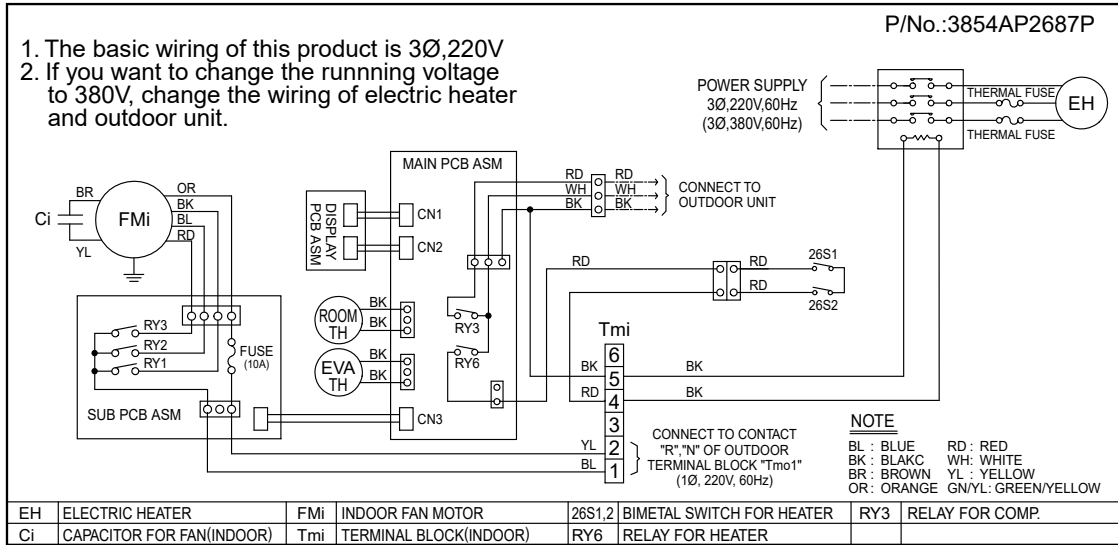 P/No.:3854AP2687P
1. The basic wiring of this product is 3Ø,220V
2. If you want to change the runnning voltage
to 380V, change the wiring of electric heater
and outdoor unit.
POWER SUPPLY
3Ø,220V,60Hz
(3Ø,380V,60Hz)
THERMAL FUSE
THERMAL FUSE
EH
MAIN PCB ASM
RD RD
WH WH
BK BK
CONNECT TO
OUTDOOR UNIT
BR
Ci
YL
FMi
OR
BK
BL
RD
DISPLAY
PCB ASM
CN1
CN2
RD
RD
RD
26S1
26S2
ROOM
TH
BK
BK
EVA
TH
BK
BK
RY3
RY6
CN3
RY3
RY2
RY1
FUSE
(10A)
SUB PCB ASM
Tmi
6
5
4
3
2
1
BK
RD
YL
BL
BK
BK
CONNECT TO CONTACT
"R","N" OF OUTDOOR
TERMINAL BLOCK "Tmo1"
(1Ø, 220V, 60Hz)
NOTE
BL : BLUE RD : RED
BK : BLAKC WH: WHITE
BR : BROWN YL : YELLOW
OR: ORANGE GN/YL: GREEN/YELLOW
EH ELECTRIC HEATER FMi INDOOR FAN MOTOR 26S1,2 BIMETAL SWITCH FOR HEATER RY3 RELAY FOR COMP.
Ci CAPACITOR FOR FAN(INDOOR) Tmi TERMINAL BLOCK(INDOOR) RY6 RELAY FOR HEATER